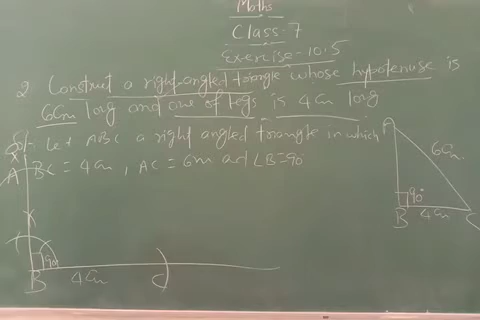 Maths
Class-7
Exercise-10.5
2. Construct a right-angled triangle whose hypotenuse is
6cm long and one of legs is 4cm long
Let ABC a right angled triangle in which
BC = 4cm, AC = 6m and ∠B=90°
A
6cm
90°
B 4cm C
X
A
90°
B 4cm C